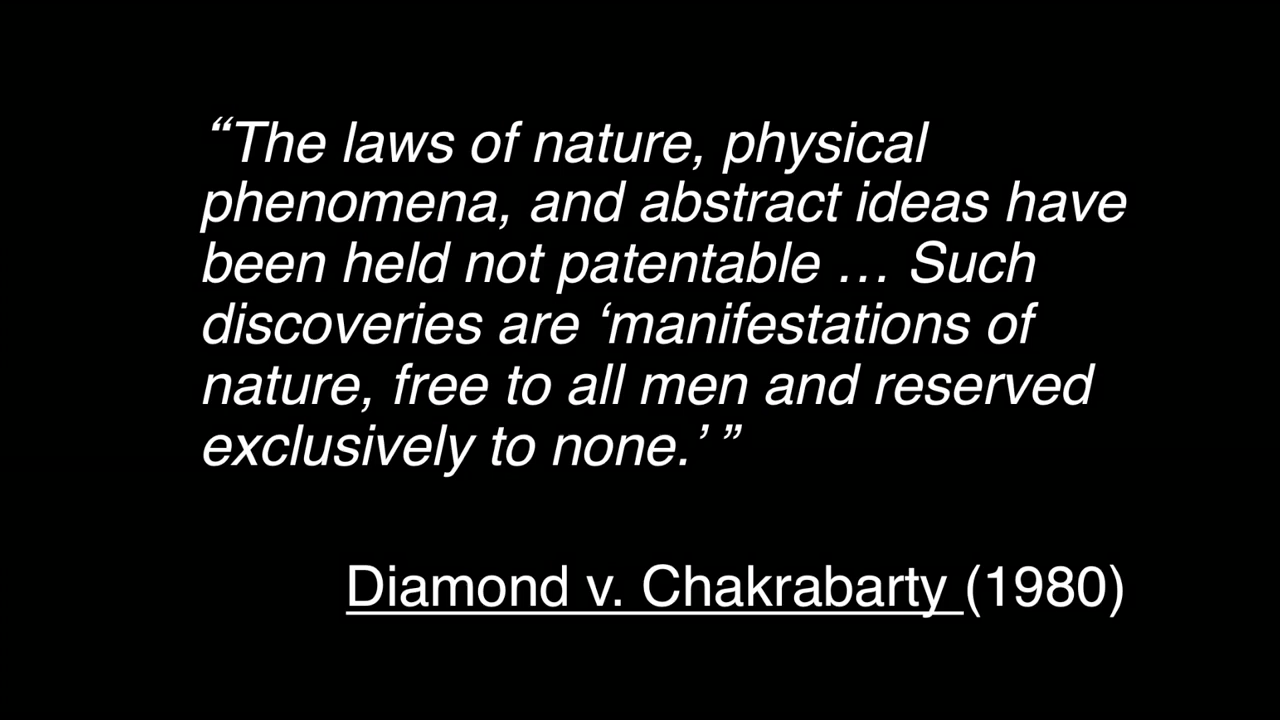 “The laws of nature, physical
phenomena, and abstract ideas have
been held not patentable … Such
discoveries are ‘manifestations of
nature, free to all men and reserved
exclusively to none.’ ”
Diamond v. Chakrabarty (1980)